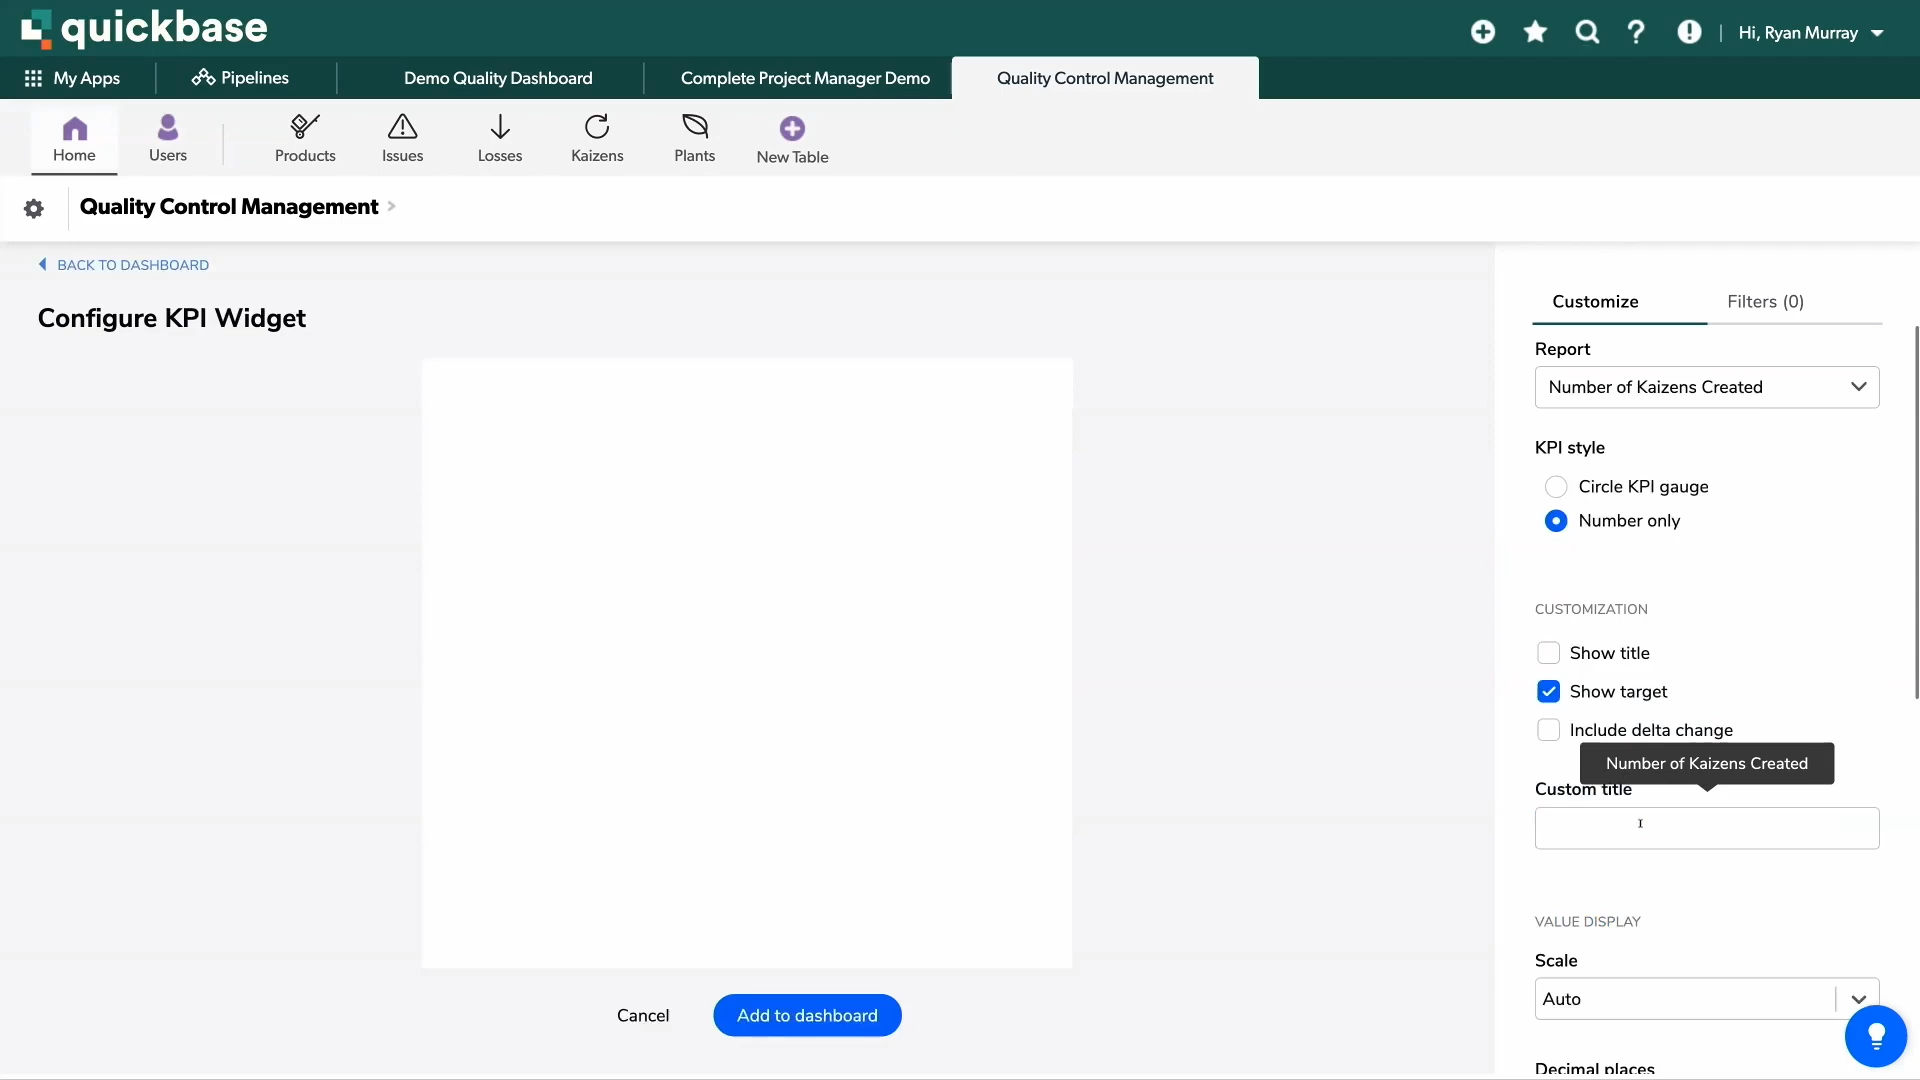 quickbase
Hi, Ryan Murray
My Apps
Pipelines
Demo Quality Dashboard
Complete Project Manager Demo
Quality Control Management
Home
Users
Products
Issues
Losses
Kaizens
Plants
New Table
Quality Control Management
BACK TO DASHBOARD
Configure KPI Widget
Cancel
Add to dashboard
Customize
Filters (0)
Report
Number of Kaizens Created
KPI style
Circle KPI gauge
Number only
CUSTOMIZATION
Show title
Show target
Include delta change
Number of Kaizens Created
Custom title
VALUE DISPLAY
Scale
Auto
Decimal places